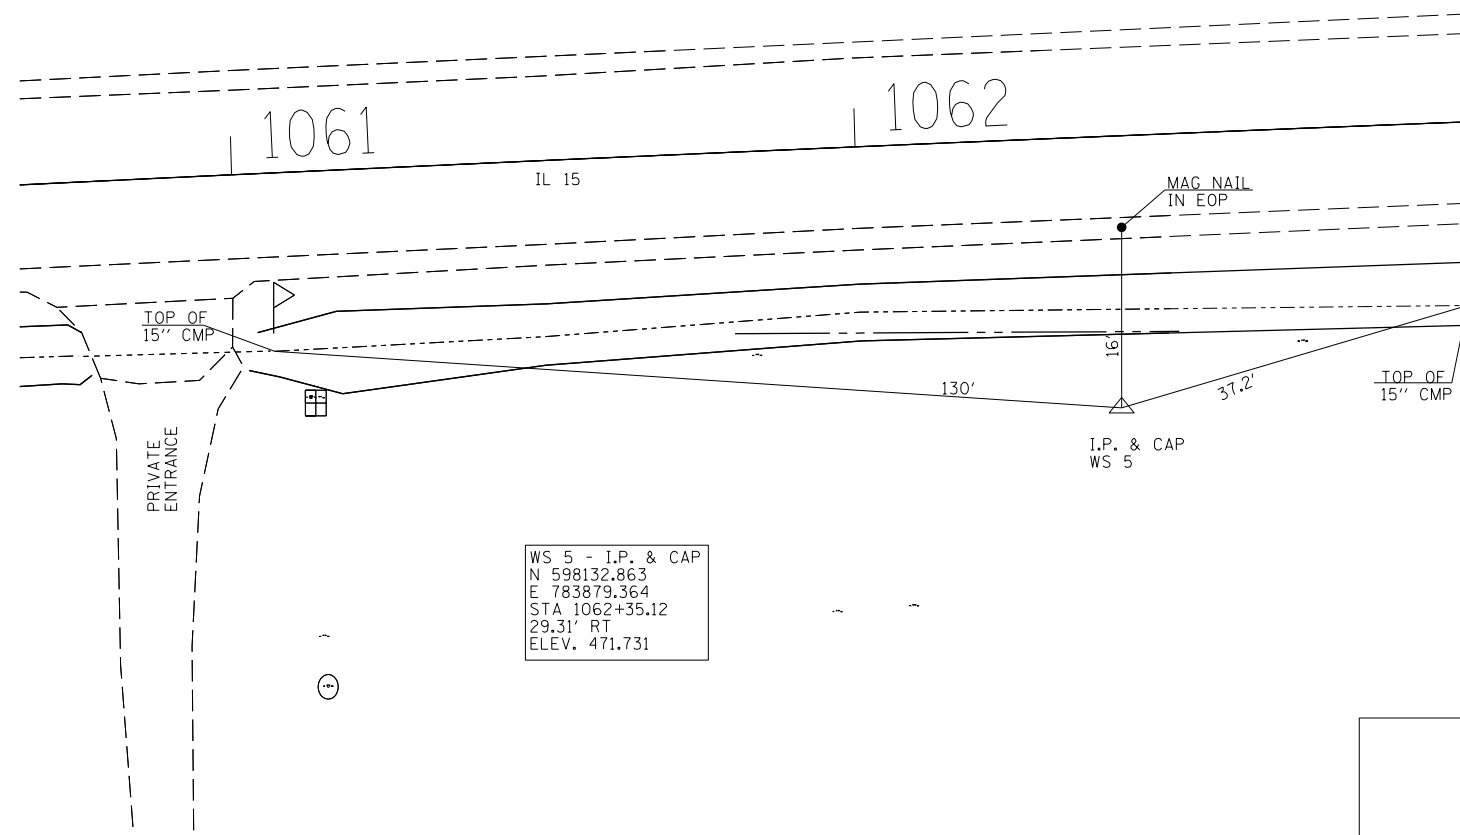 1061
1062
IL 15
MAG NAIL
IN EOP
TOP OF
15'' CMP
16'
130'
37.2'
TOP OF
15'' CMP
I.P. & CAP
WS 5
PRIVATE
ENTRANCE
WS 5 - I.P. & CAP
N 598132.863
E 783879.364
STA 1062+35.12
29.31' RT
ELEV. 471.731